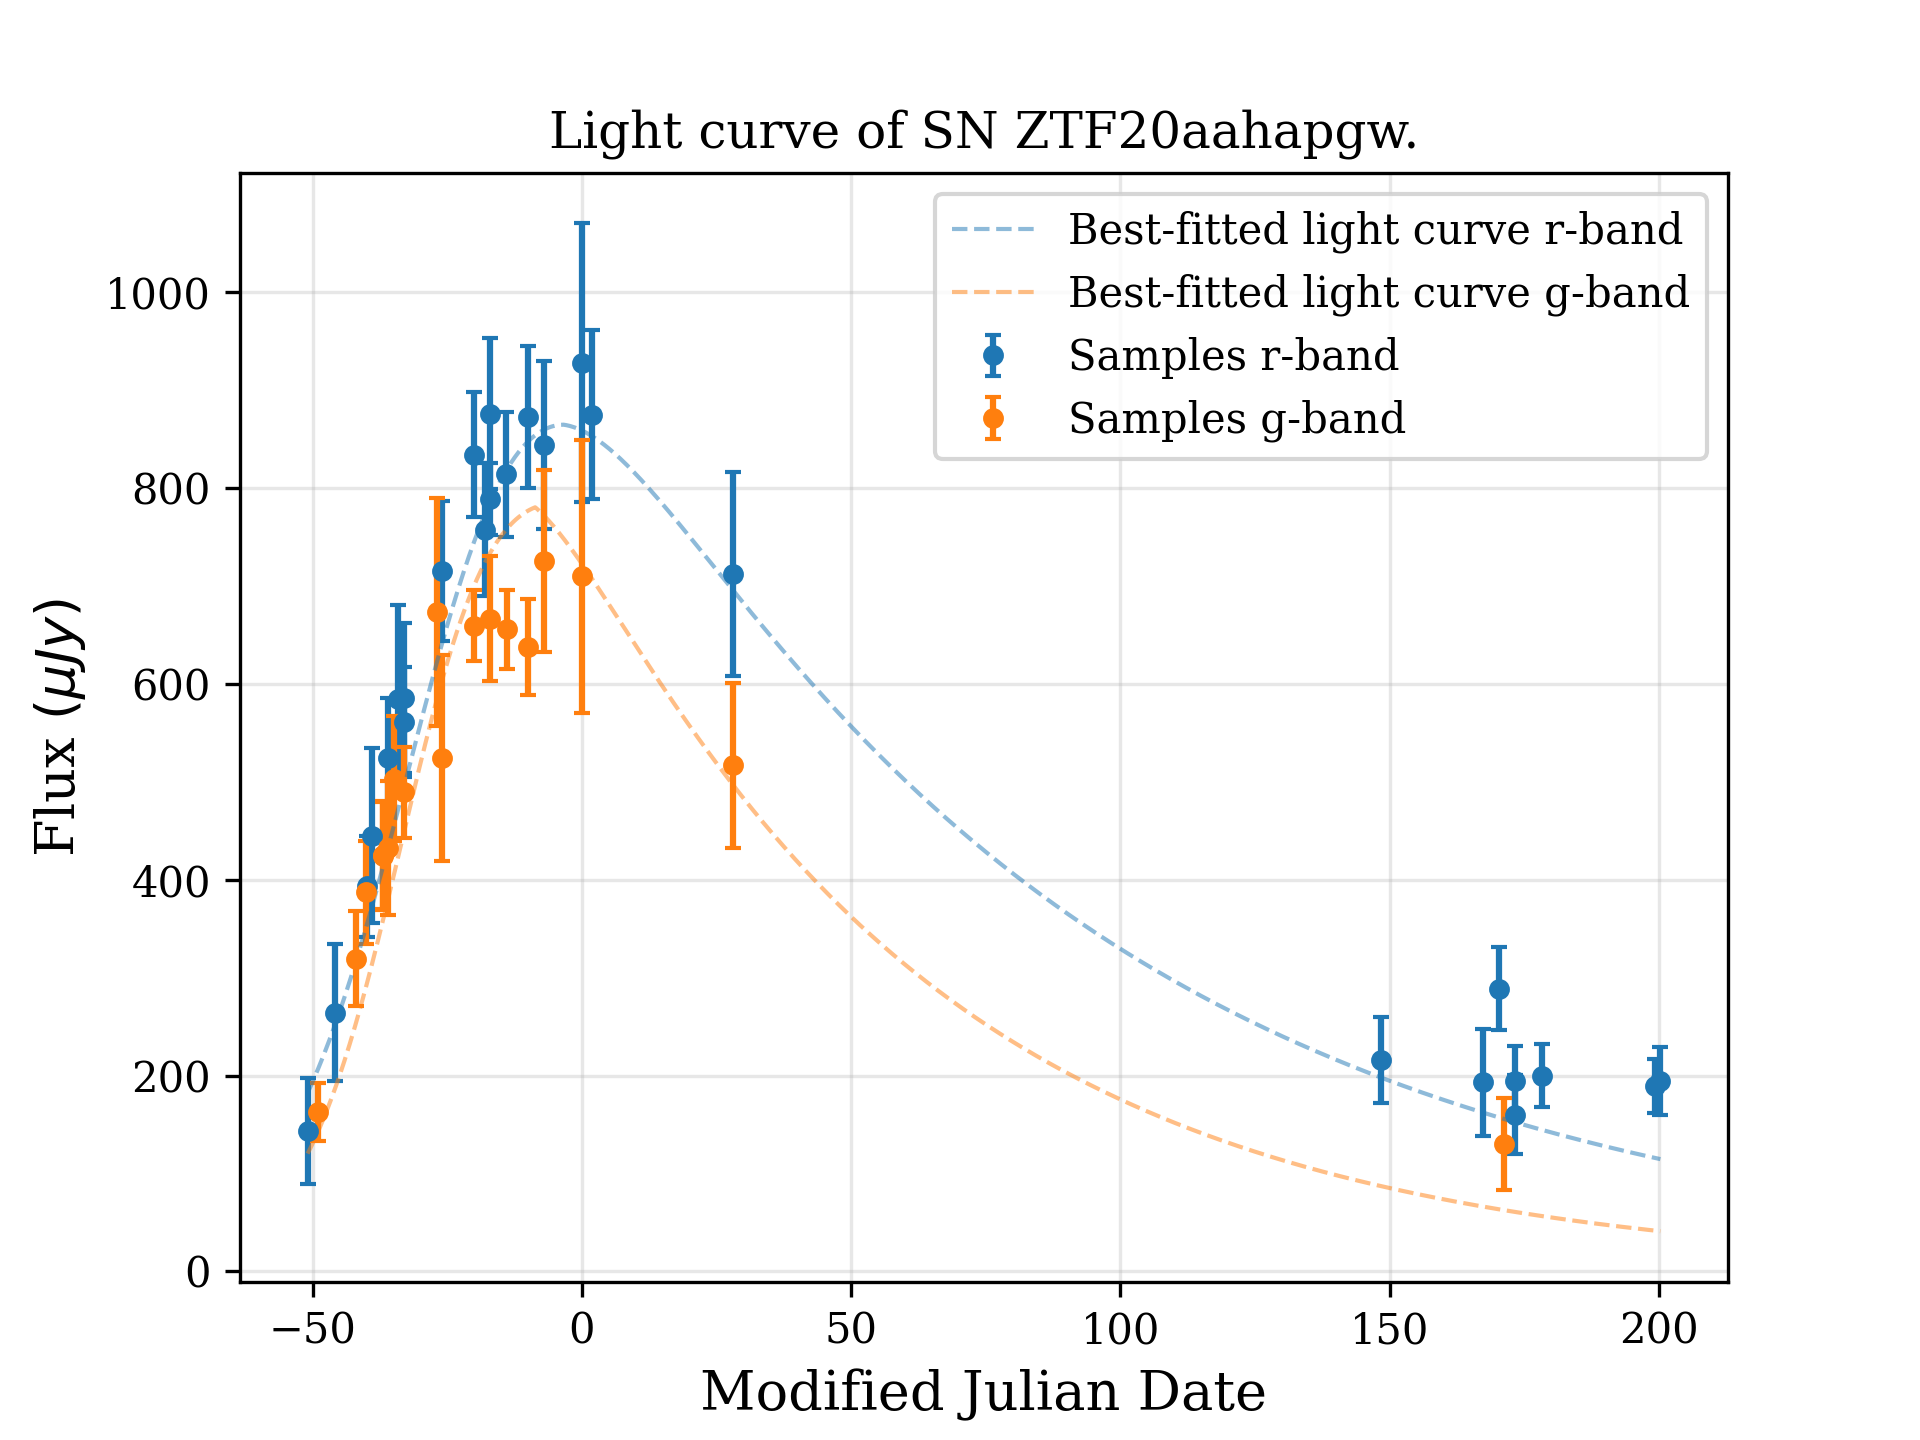 Light curve of SN ZTF20aahapgw.
Best-fitted light curve r-band
Best-fitted light curve g-band
Samples r-band
Samples g-band
1000
800
600
400
200
0
Flux (μJy)
−50 0 50 100 150 200
Modified Julian Date